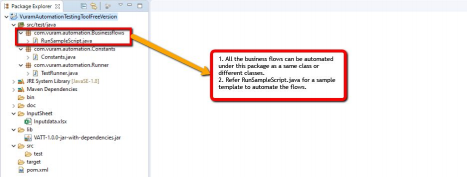 Package Explorer
VuramAutomationTestingToolFreeVersion
src/test/java
com.vuram.automation.Businessflows
RunSampleScript.java
com.vuram.automation.Constants
Constants.java
com.vuram.automation.Runner
TestRunner.java
JRE System Library [JavaSE-1.8]
Maven Dependencies
bin
doc
InputSheet
Inputdata.xlsx
lib
VATT-1.0.0-jar-with-dependencies.jar
src
test
target
pom.xml
1. All the business flows can be automated
under this package as a same class or
different classes.
2. Refer RunSampleScript.java for a sample
template to automate the flows.